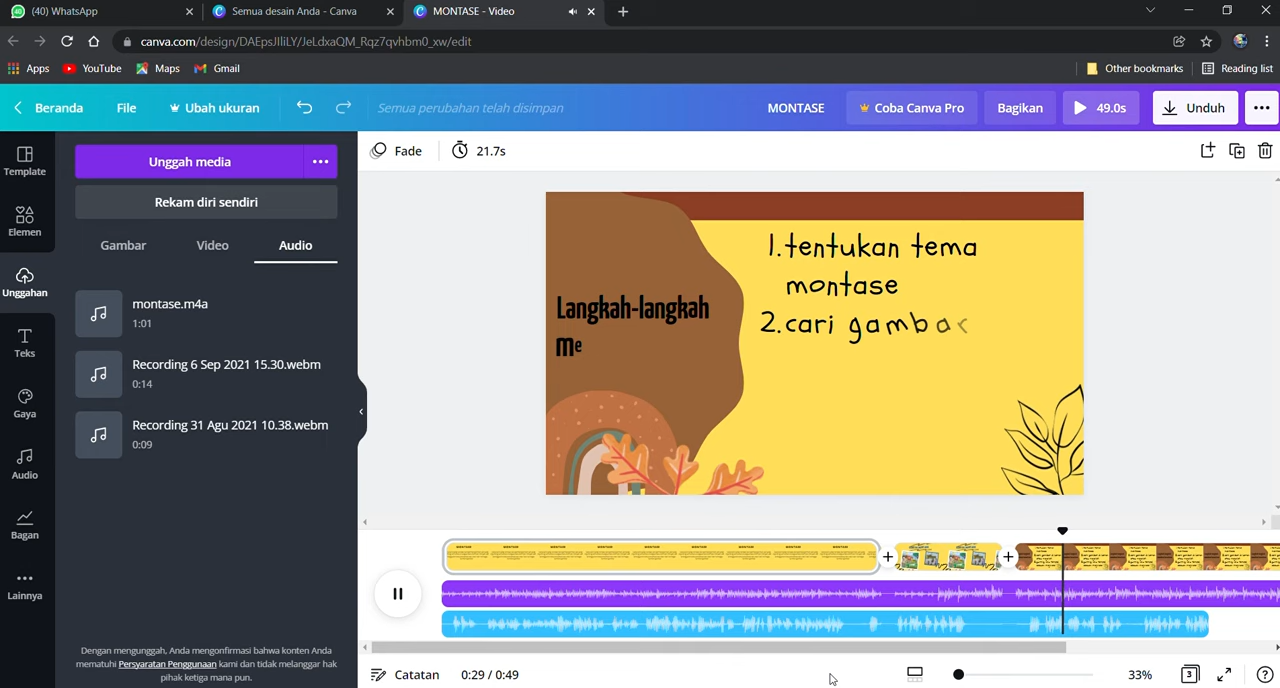 (40) WhatsApp
Semua desain Anda - Canva
MONTASE - Video
canva.com/design/DAEpsJIliLY/JeLdxaQM_Rqz7qvhbm0_xw/edit
Apps
YouTube
Maps
Gmail
Other bookmarks
Reading list
Beranda
File
Ubah ukuran
Semua perubahan telah disimpan
MONTASE
Coba Canva Pro
Bagikan
49.0s
Unduh
Template
Elemen
Unggahan
Teks
Gaya
Audio
Bagan
Lainnya
Unggah media
Rekam diri sendiri
Gambar
Video
Audio
montase.m4a
1:01
Recording 6 Sep 2021 15.30.webm
0:14
Recording 31 Agu 2021 10.38.webm
0:09
Dengan mengunggah, Anda mengonfirmasi bahwa konten Anda
mematuhi Persyaratan Penggunaan kami dan tidak melanggar hak
pihak ketiga mana pun.
Fade
21.7s
Langkah-langkah
Me
1.tentukan tema
montase
2.cari gambar
Catatan
0:29 / 0:49
33%
3